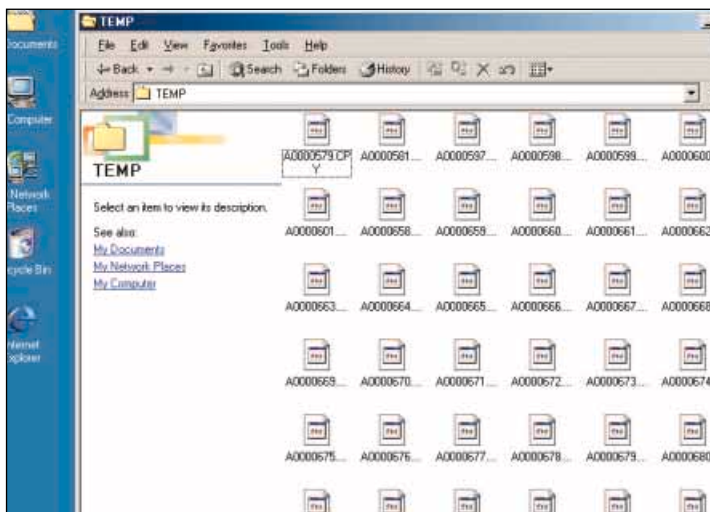 TEMP
File Edit View Favorites Tools Help
Back Search Folders History
Address TEMP
Documents
Computer
Network
Places
Bin
TEMP
Select an item to view its description.
See also:
My Documents
My Network Places
My Computer
A0000579.CP
Y
A0000581... A0000597... A0000598... A0000599... A0000600
A0000601... A0000658... A0000659... A0000660... A0000661... A0000662
A0000663... A0000664... A0000665... A0000666... A0000667... A0000668
A0000669... A0000670... A0000671... A0000672... A0000673... A0000674
A0000675... A0000676... A0000677... A0000678... A0000679... A0000680